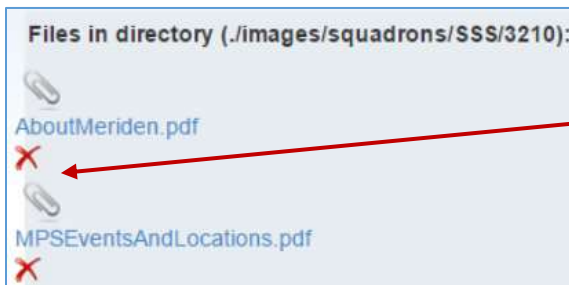 Files in directory (./images/squadrons/SSS/3210):
AboutMeriden.pdf
MPSEventsAndLocations.pdf